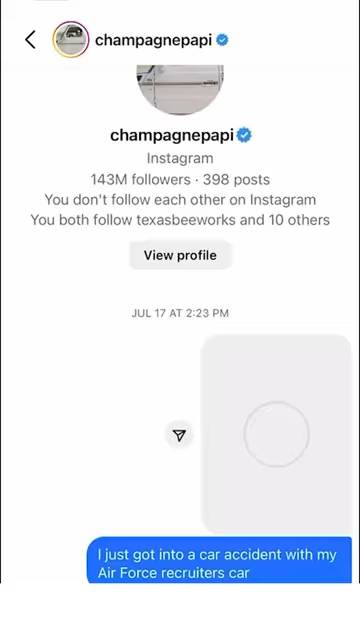 champagnepapi
champagnepapi
Instagram
143M followers · 398 posts
You don't follow each other on Instagram
You both follow texasbeeworks and 10 others
View profile
JUL 17 AT 2:23 PM
I just got into a car accident with my
Air Force recruiters car